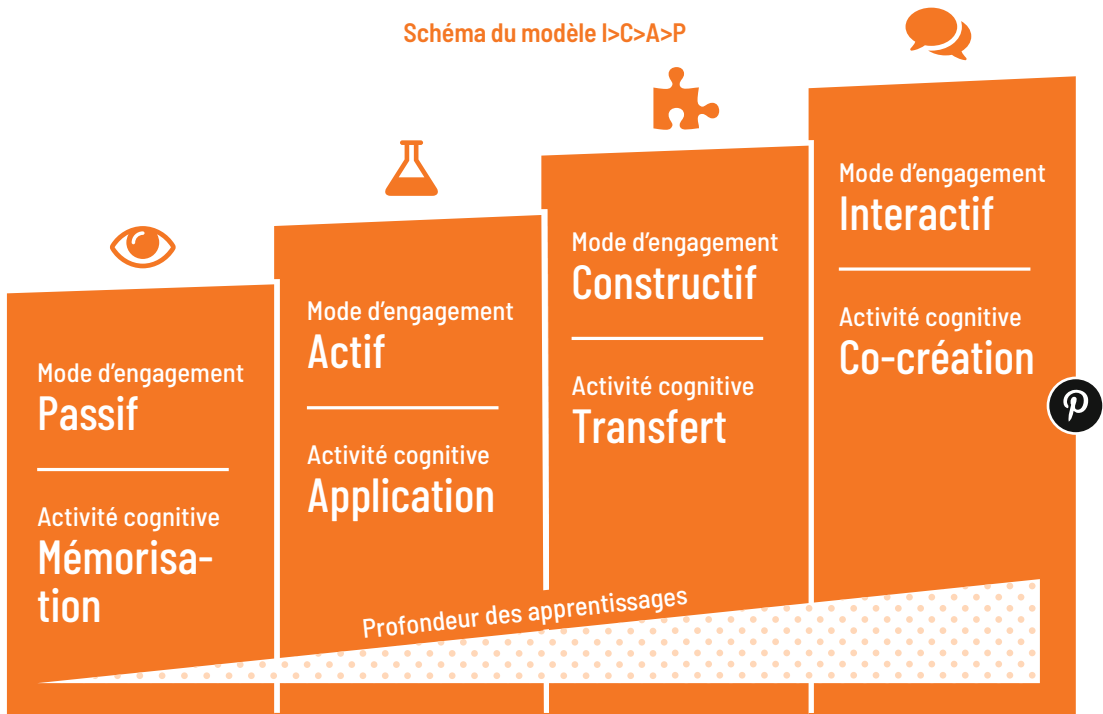 Schéma du modèle I>C>A>P
Mode d'engagement
Passif
Activité cognitive
Mémorisa-
tion
Mode d'engagement
Actif
Activité cognitive
Application
Mode d'engagement
Constructif
Activité cognitive
Transfert
Mode d'engagement
Interactif
Activité cognitive
Co-création
Profondeur des apprentissages